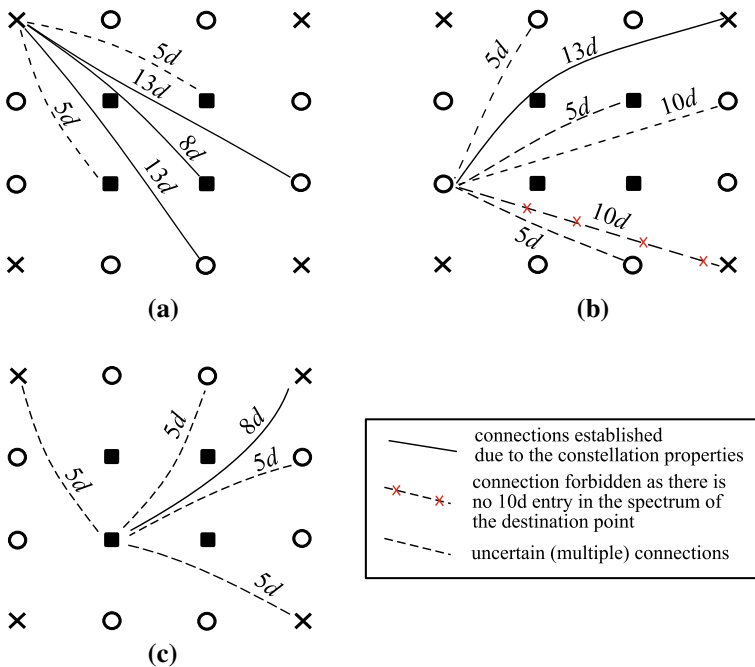 5d
13d
5d
8d
13d
(a)
5d
13d
5d
10d
10d
5d
(b)
5d
5d
8d
5d
5d
(c)
connections established
due to the constellation properties
connection forbidden as there is
no 10d entry in the spectrum of
the destination point
uncertain (multiple) connections